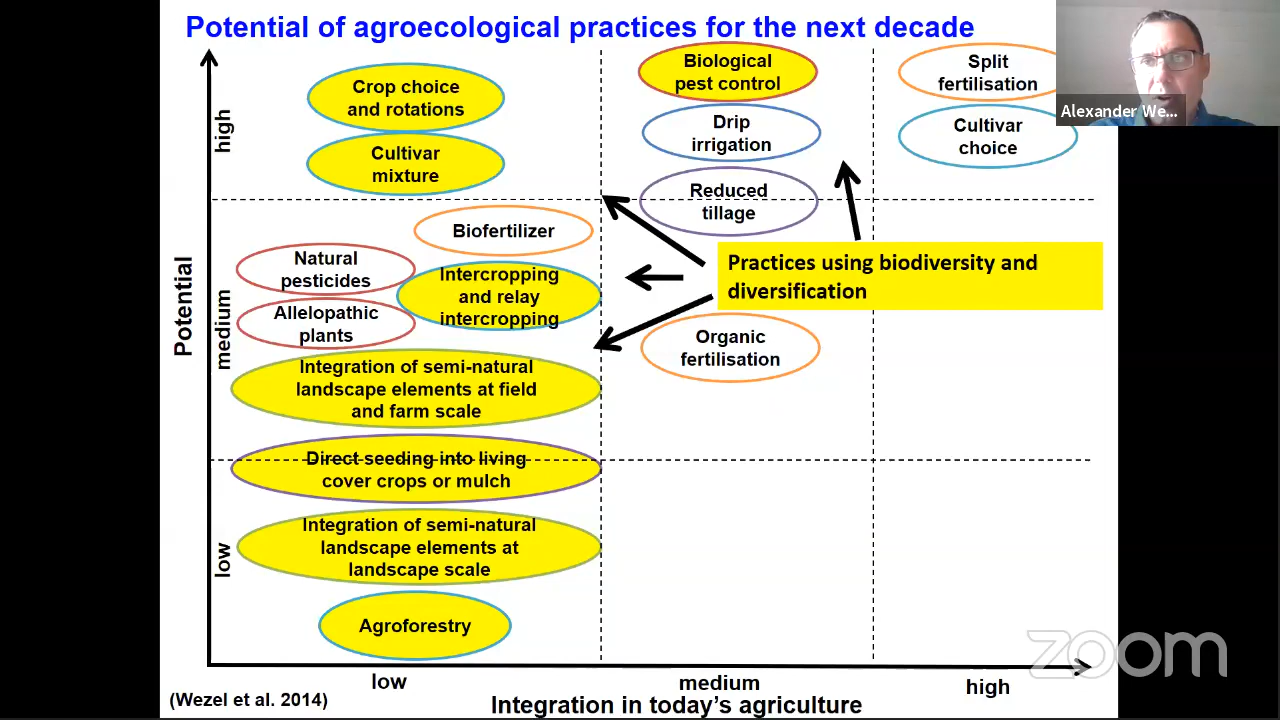 Potential of agroecological practices for the next decade
Alexander We...
high
Crop choice
and rotations
Cultivar
mixture
Biological
pest control
Drip
irrigation
Reduced
tillage
Split
fertilisation
Cultivar
choice
Potential
medium
Biofertilizer
Natural
pesticides
Intercropping
and relay
intercropping
Allelopathic
plants
Integration of semi-natural
landscape elements at field
and farm scale
Practices using biodiversity and
diversification
Organic
fertilisation
Direct seeding into living
cover crops or mulch
low
Integration of semi-natural
landscape elements at
landscape scale
Agroforestry
zoom
low
medium
high
(Wezel et al. 2014)
Integration in today's agriculture